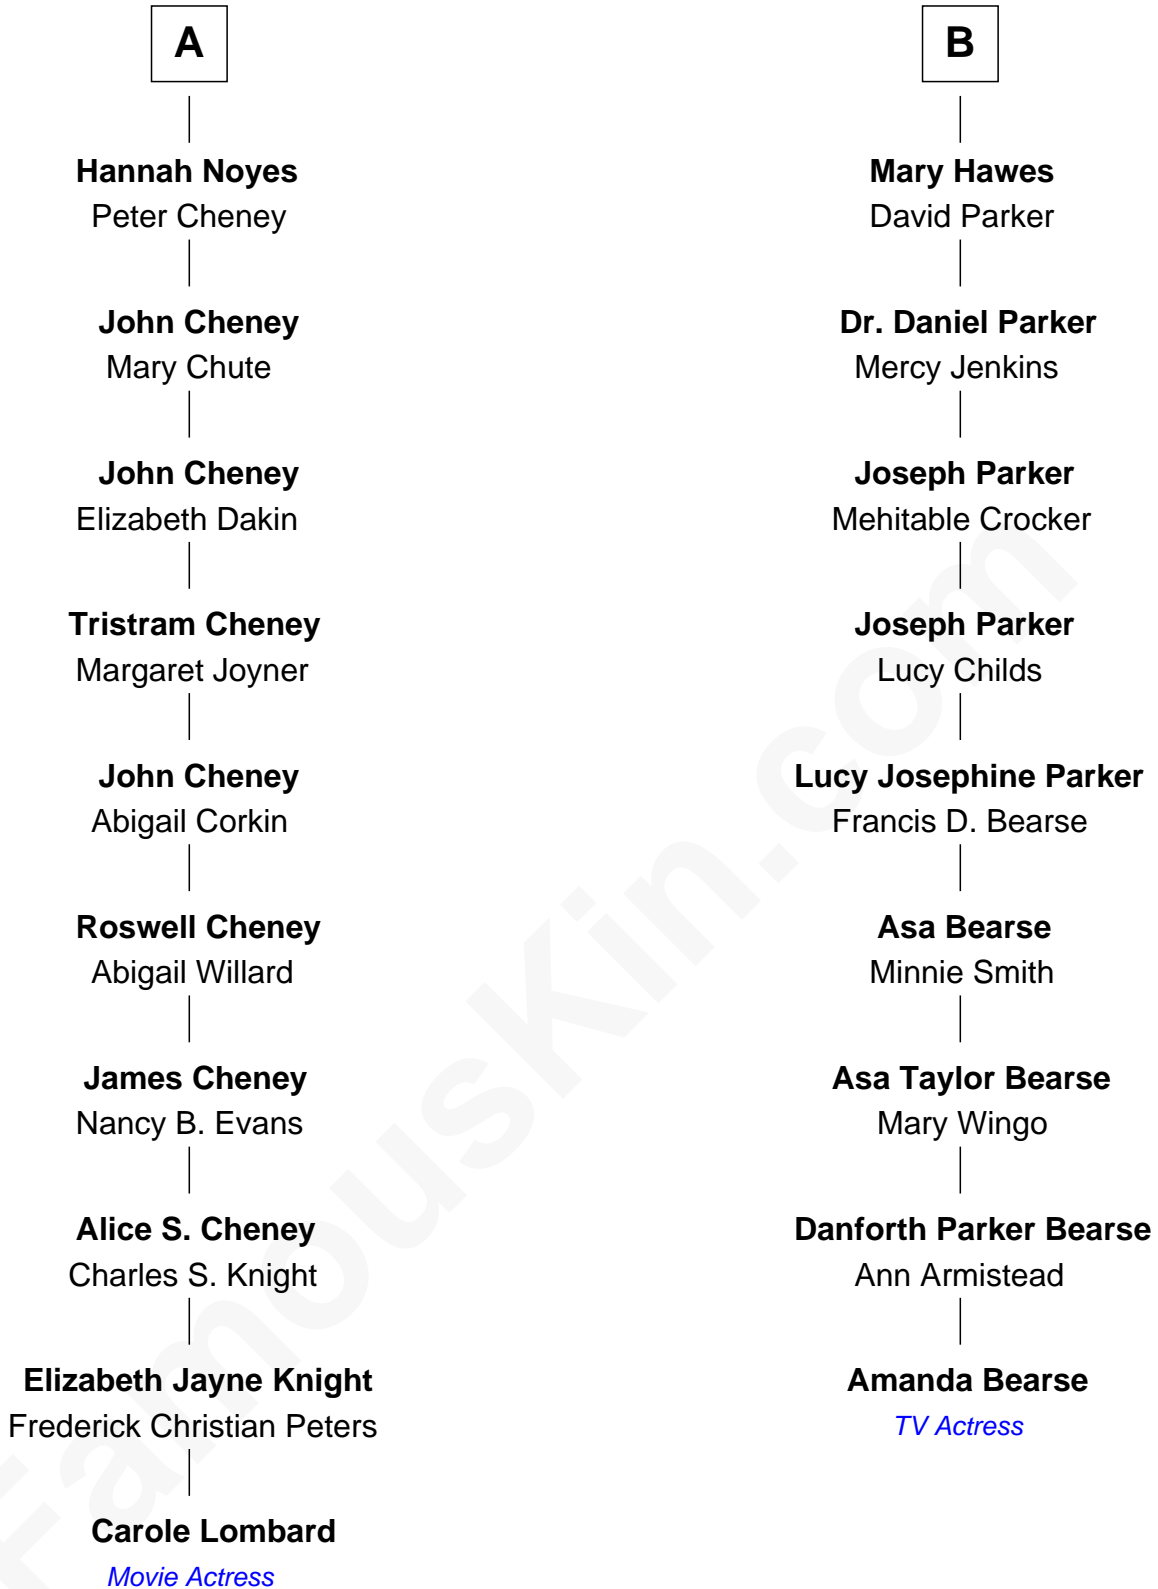 A
Hannah Noyes
Peter Cheney
John Cheney
Mary Chute
John Cheney
Elizabeth Dakin
Tristram Cheney
Margaret Joyner
John Cheney
Abigail Corkin
Roswell Cheney
Abigail Willard
James Cheney
Nancy B. Evans
Alice S. Cheney
Charles S. Knight
Elizabeth Jayne Knight
Frederick Christian Peters
Carole Lombard
Movie Actress
B
Mary Hawes
David Parker
Dr. Daniel Parker
Mercy Jenkins
Joseph Parker
Mehitable Crocker
Joseph Parker
Lucy Childs
Lucy Josephine Parker
Francis D. Bearse
Asa Bearse
Minnie Smith
Asa Taylor Bearse
Mary Wingo
Danforth Parker Bearse
Ann Armistead
Amanda Bearse
TV Actress
FamousKin.com